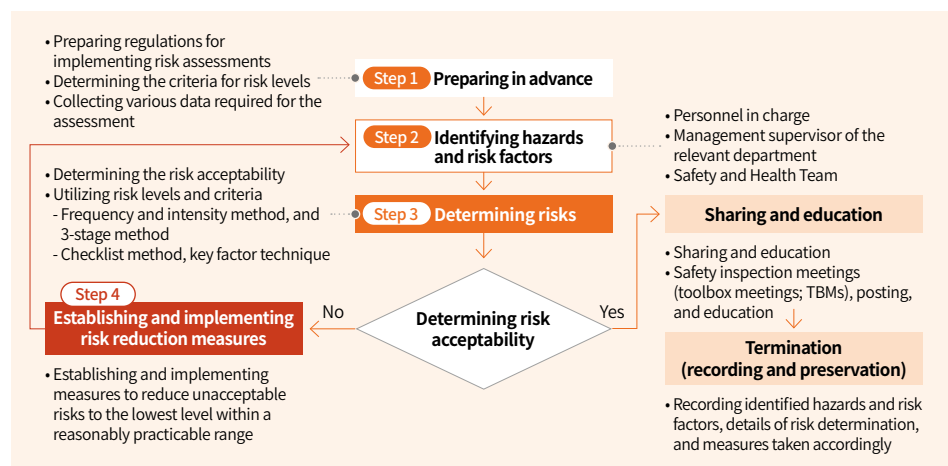 • Preparing regulations for
implementing risk assessments
• Determining the criteria for risk levels
• Collecting various data required for the
assessment
Step 1 Preparing in advance
Step 2 Identifying hazards
and risk factors
• Personnel in charge
• Management supervisor of the
relevant department
• Safety and Health Team
• Determining the risk acceptability
• Utilizing risk levels and criteria
- Frequency and intensity method, and
3-stage method
- Checklist method, key factor technique
Step 3 Determining risks
Determining risk
acceptability
No
Yes
Step 4
Establishing and implementing
risk reduction measures
• Establishing and implementing
measures to reduce unacceptable
risks to the lowest level within a
reasonably practicable range
Sharing and education
• Sharing and education
• Safety inspection meetings
(toolbox meetings; TBMs), posting,
and education
Termination
(recording and preservation)
• Recording identified hazards and risk
factors, details of risk determination,
and measures taken accordingly